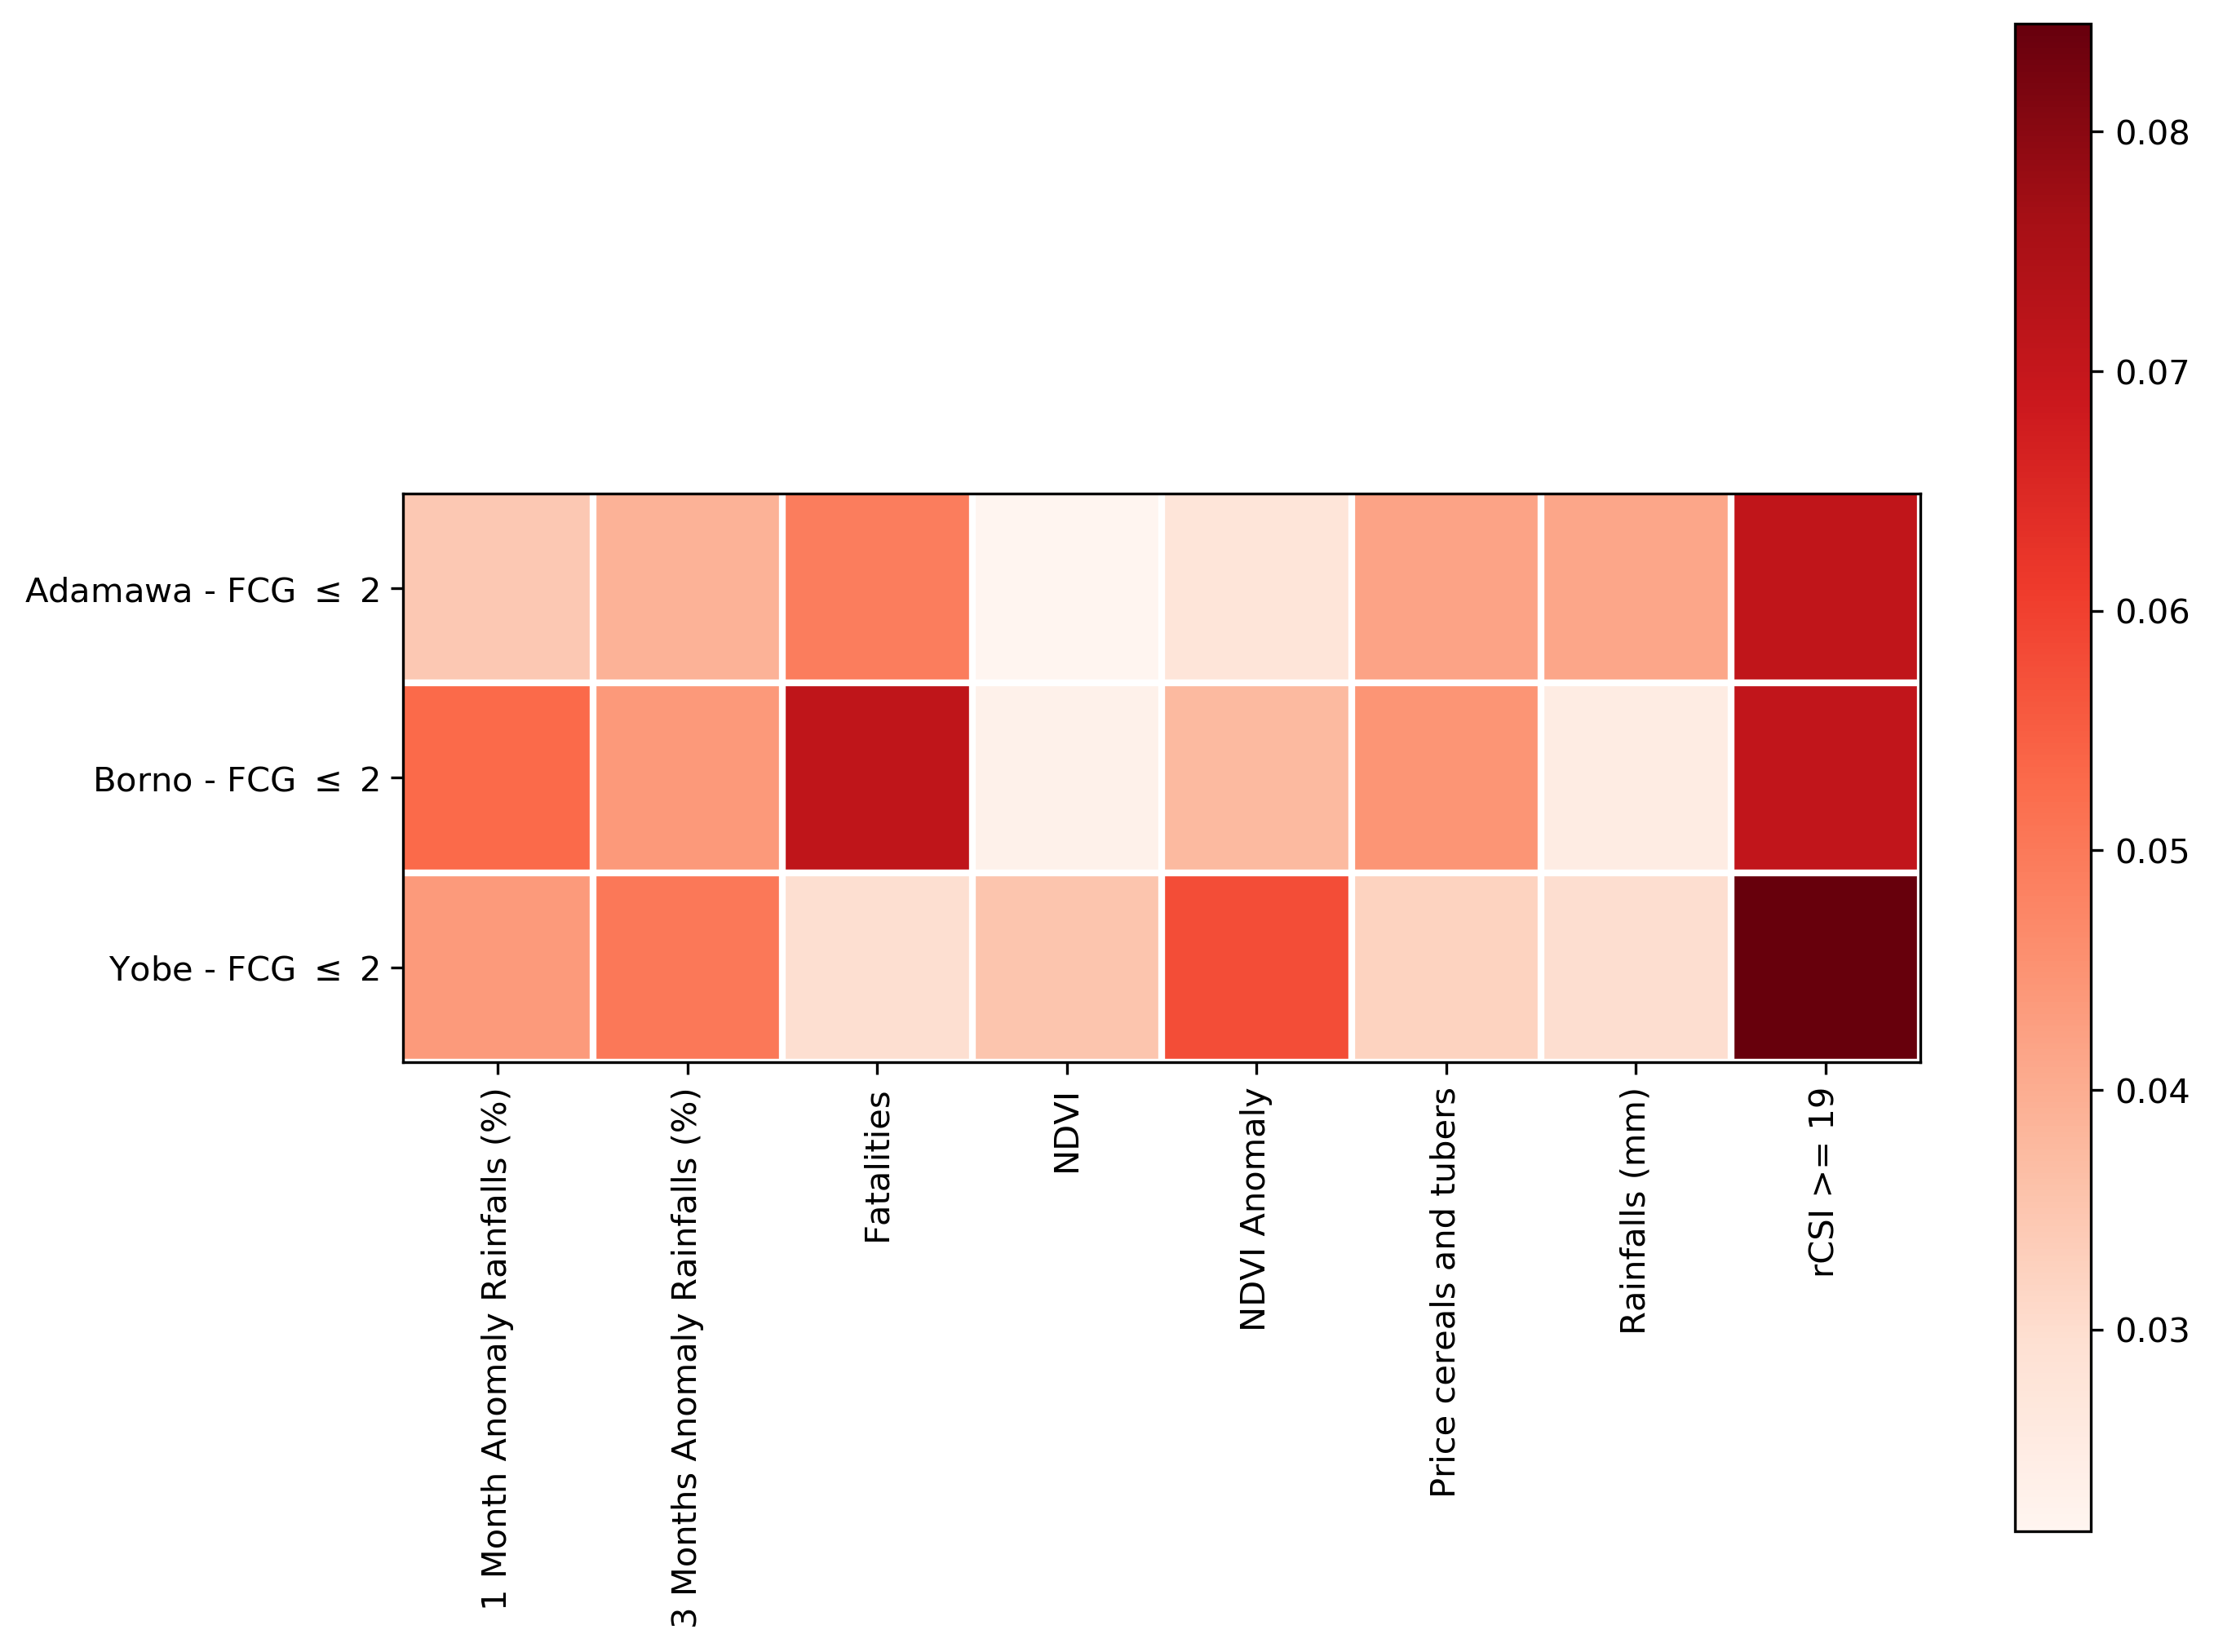 Adamawa - FCG ≤ 2
Borno - FCG ≤ 2
Yobe - FCG ≤ 2
1 Month Anomaly Rainfalls (%)
3 Months Anomaly Rainfalls (%)
Fatalities
NDVI
NDVI Anomaly
Price cereals and tubers
Rainfalls (mm)
rCSI >= 19
0.08
0.07
0.06
0.05
0.04
0.03